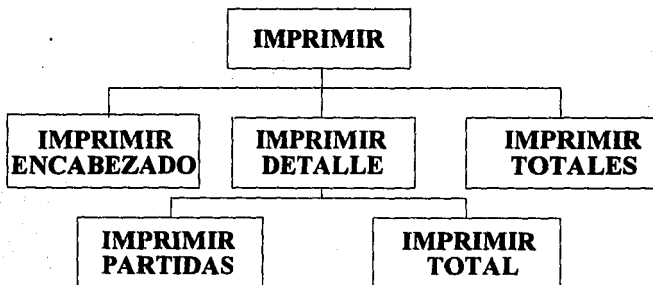 IMPRIMIR
IMPRIMIR
ENCABEZADO
IMPRIMIR
DETALLE
IMPRIMIR
TOTALES
IMPRIMIR
PARTIDAS
IMPRIMIR
TOTAL